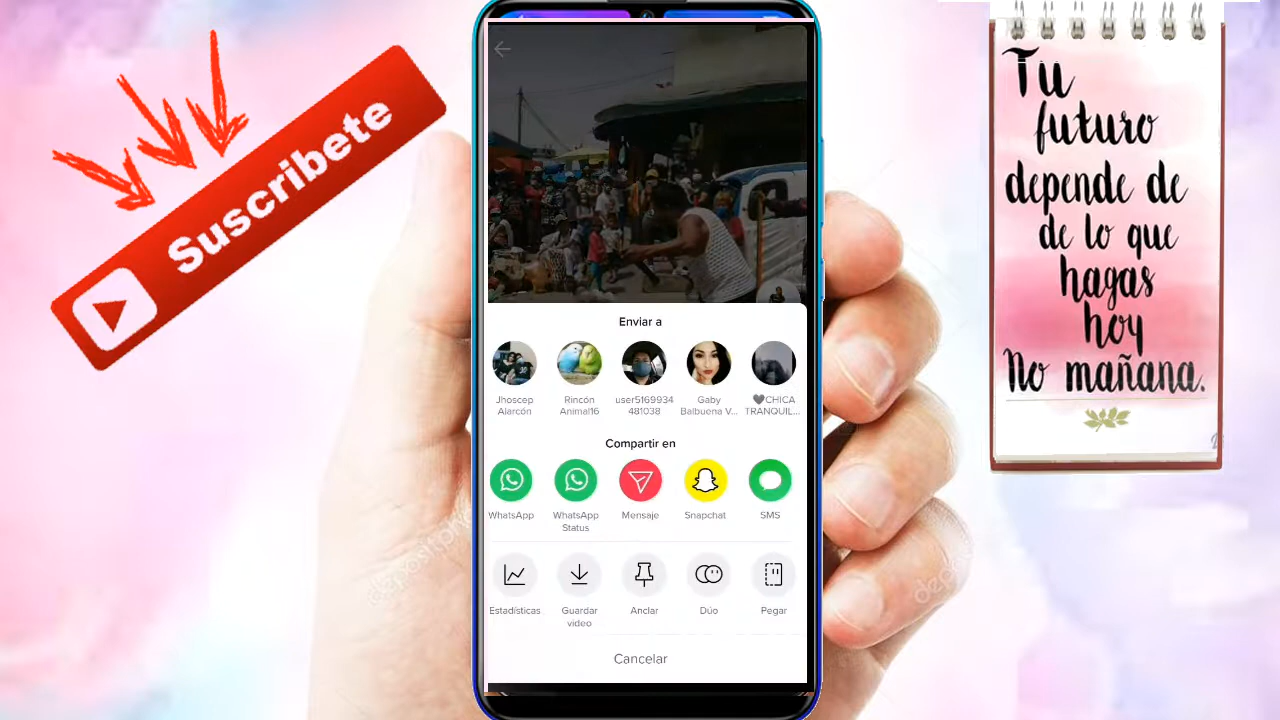 Suscribete
Tu
futuro
depende de
de lo que
hagas
hoy
No mañana.
Enviar a
Jhoscep
Alarcón
Rincón
Animal16
user5169934
481038
Gaby
Balbuena V...
🖤CHICA
TRANQUIL...
Compartir en
WhatsApp
WhatsApp
Status
Mensaje
Snapchat
SMS
Estadísticas
Guardar
vídeo
Anclar
Dúo
Pegar
Cancelar